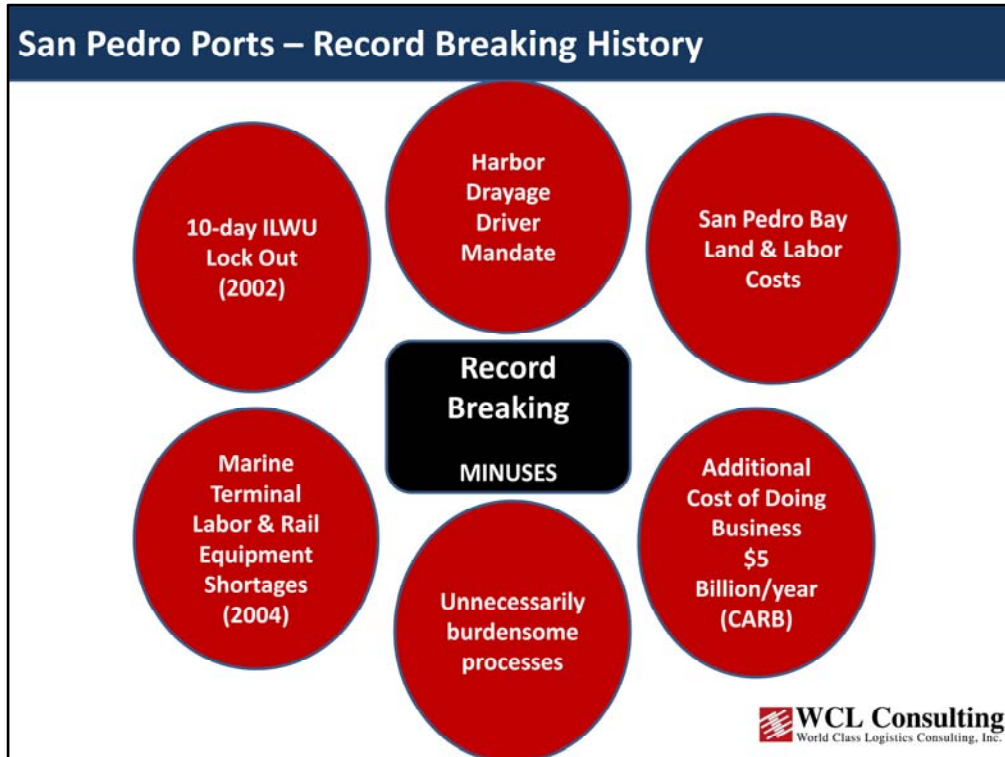 San Pedro Ports – Record Breaking History
10-day ILWU
Lock Out
(2002)
Harbor
Drayage
Driver
Mandate
San Pedro Bay
Land & Labor
Costs
Record
Breaking
MINUSES
Marine
Terminal
Labor & Rail
Equipment
Shortages
(2004)
Unnecessarily
burdensome
processes
Additional
Cost of Doing
Business
$5
Billion/year
(CARB)
WCL Consulting
World Class Logistics Consulting, Inc.